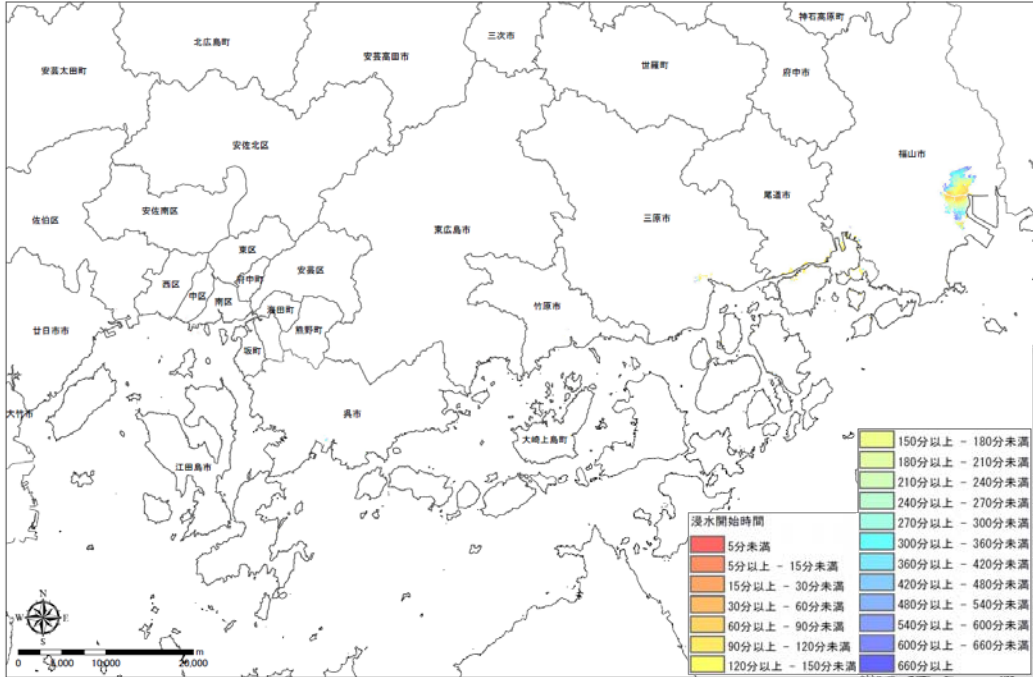 神石高原町
三次市
北広島町
安芸高田市
世羅町
府中市
安芸太田町
安佐北区
福山市
尾道市
安佐南区
佐伯区
三原市
東広島市
東区
安芸区
府中町
西区
中区
南区
海田町
竹原市
熊野町
廿日市市
坂町
大竹市
呉市
大崎上島町
江田島市
浸水開始時間
5分未満
5分以上 - 15分未満
15分以上 - 30分未満
30分以上 - 60分未満
60分以上 - 90分未満
90分以上 - 120分未満
120分以上 - 150分未満
150分以上 - 180分未満
180分以上 - 210分未満
210分以上 - 240分未満
240分以上 - 270分未満
270分以上 - 300分未満
300分以上 - 360分未満
360分以上 - 420分未満
420分以上 - 480分未満
480分以上 - 540分未満
540分以上 - 600分未満
600分以上 - 660分未満
660分以上
N
W E
S
0 5,000 10,000 20,000 m